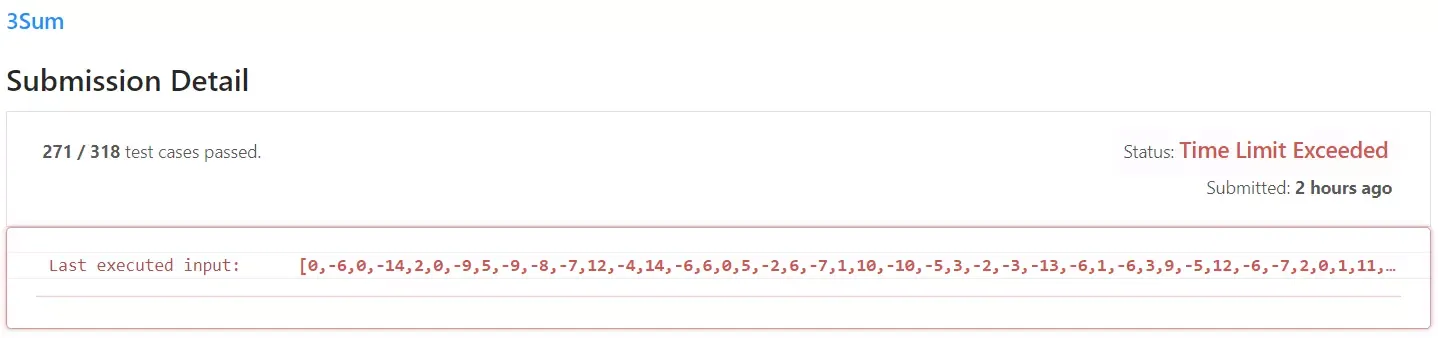 3Sum
Submission Detail
271 / 318 test cases passed.
Status: Time Limit Exceeded
Submitted: 2 hours ago
Last executed input: [0,-6,0,-14,2,0,-9,5,-9,-8,-7,12,-4,14,-6,6,0,5,-2,6,-7,1,10,-10,-5,3,-2,-3,-13,-6,1,-6,3,9,-5,12,-6,-7,2,0,1,11,…